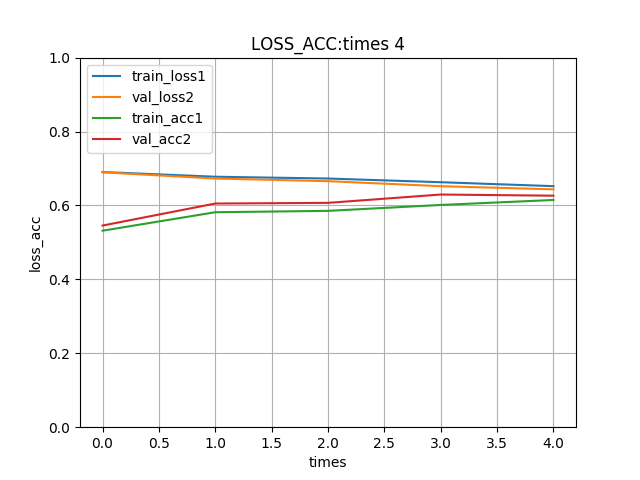 LOSS_ACC:times 4
1.0
0.8
0.6
0.4
0.2
0.0
loss_acc
train_loss1
val_loss2
train_acc1
val_acc2
0.0 0.5 1.0 1.5 2.0 2.5 3.0 3.5 4.0
times